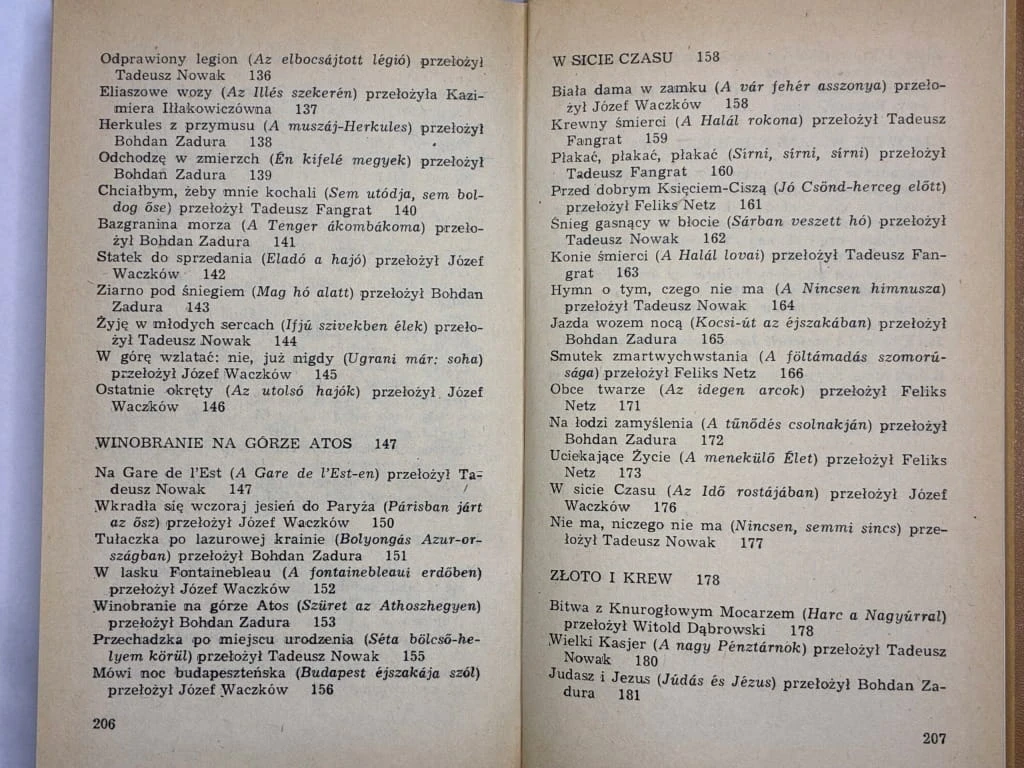 Odprawiony legion (Az elbocsájtott légió) przełożył
Tadeusz Nowak 136
Eliaszowe wozy (Az Illés szekerén) przełożyła Kazi-
miera Iłłakowiczówna 137
Herkules z przymusu (A muszáj-Herkules) przełożył
Bohdan Zadura 138
Odchodzę w zmierzch (Én kifelé megyek) przełożył
Bohdan Zadura 139
Chciałbym, żeby mnie kochali (Sem utódja, sem bol-
dog őse) przełożył Tadeusz Fangrat 140
Bazgranina morza (A Tenger ákombákoma) przeło-
żył Bohdan Zadura 141
Statek do sprzedania (Eladó a hajó) przełożył Józef
Waczków 142
Ziarno pod śniegiem (Mag hó alatt) przełożył Bohdan
Zadura 143
Żyję w młodych sercach (Ifjú szivekben élek) przeło-
żył Tadeusz Nowak 144
W górę wzlatać: nie, już nigdy (Ugrani már: soha)
przełożył Józef Waczków 145
Ostatnie okręty (Az utolsó hajók) przełożył Józef
Waczków 146
WINOBRANIE NA GÓRZE ATOS 147
Na Gare de l'Est (A Gare de l'Est-en) przełożył Ta-
deusz Nowak 147
Wkradła się wczoraj jesień do Paryża (Párisban járt
az ősz) przełożył Józef Waczków 150
Tułaczka po lazurowej krainie (Bolyongás Azur-or-
szágban) przełożył Bohdan Zadura 151
W lasku Fontainebleau (A fontainebleaui erdőben)
przełożył Józef Waczków 152
Winobranie na górze Atos (Szüret az Athoszhegyen)
przełożył Bohdan Zadura 153
Przechadzka po miejscu urodzenia (Séta bölcső-he-
lyem körül) przełożył Tadeusz Nowak 155
Mówi noc budapeszteńska (Budapest éjszakája szól)
przełożył Józef Waczków 156
206
W SICIE CZASU 158
Biała dama w zamku (A vár fehér asszonya) przeło-
żył Józef Waczków 158
Krewny śmierci (A Halál rokona) przełożył Tadeusz
Fangrat 159
Płakać, płakać, płakać (Sírni, sírni, sírni) przełożył
Tadeusz Fangrat 160
Przed dobrym Księciem-Ciszą (Jó Csönd-herceg előtt)
przełożył Feliks Netz 161
Śnieg gasnący w błocie (Sárban veszett hó) przełożył
Tadeusz Nowak 162
Konie śmierci (A Halál lovai) przełożył Tadeusz Fan-
grat 163
Hymn o tym, czego nie ma (A Nincsen himnusza)
przełożył Tadeusz Nowak 164
Jazda wozem nocą (Kocsi-út az éjszakában) przełożył
Bohdan Zadura 165
Smutek zmartwychwstania (A föltámadás szomorú-
sága) przełożył Feliks Netz 166
Obce twarze (Az idegen arcok) przełożył Feliks
Netz 171
Na łodzi zamyślenia (A tűnődés csolnakján) przełożył
Bohdan Zadura 172
Uciekające Życie (A menekülő Élet) przełożył Feliks
Netz 173
W sicie Czasu (Az Idő rostájában) przełożył Józef
Waczków 176
Nie ma, niczego nie ma (Nincsen, semmi sincs) prze-
łożył Tadeusz Nowak 177
ZŁOTO I KREW 178
Bitwa z Knurogłowym Mocarzem (Harc a Nagyúrral)
przełożył Witold Dąbrowski 178
Wielki Kasjer (A nagy Pénztárnok) przełożył Tadeusz
Nowak 180
Judasz i Jezus (Júdás és Jézus) przełożył Bohdan Za-
dura 181
207